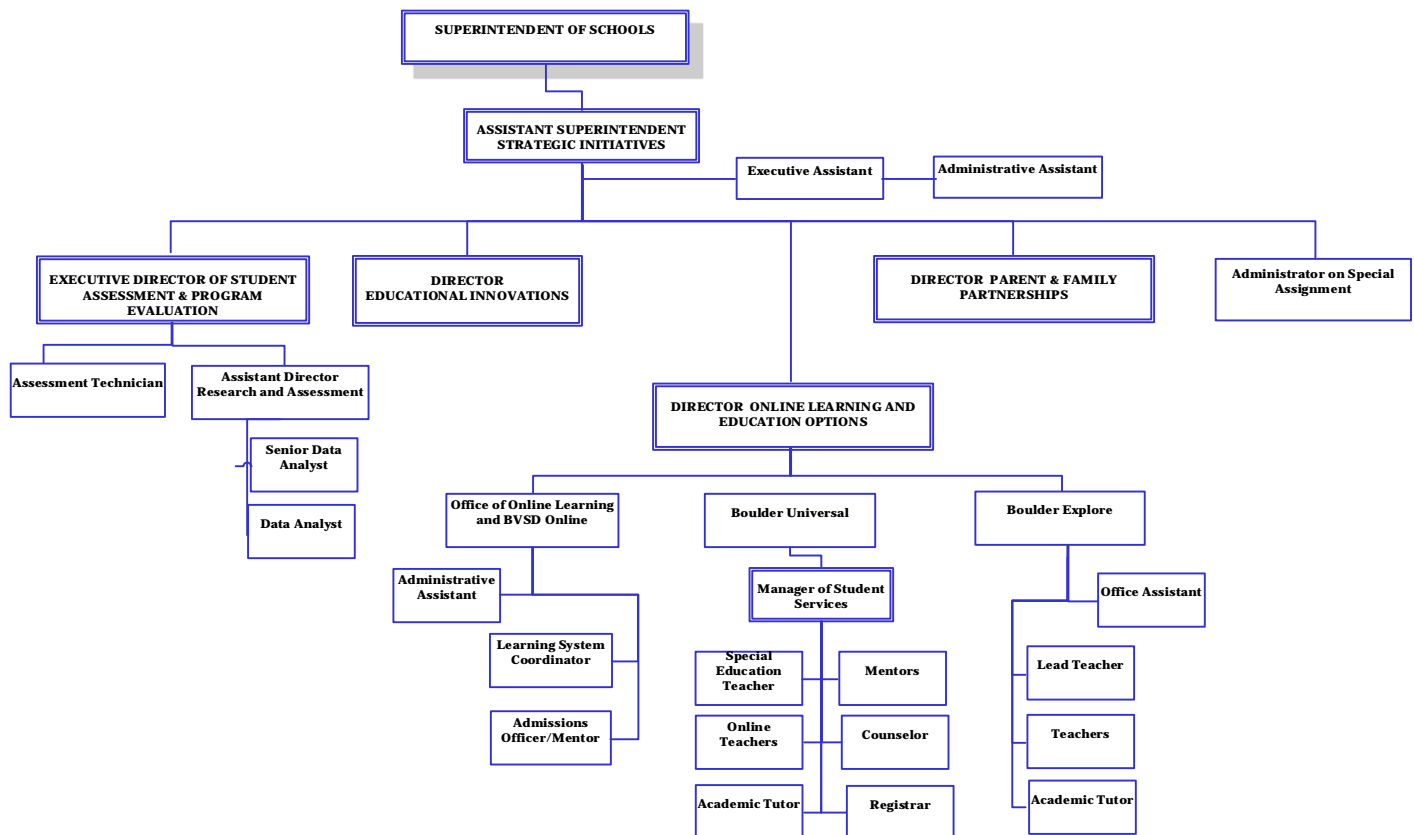 SUPERINTENDENT OF SCHOOLS
ASSISTANT SUPERINTENDENT
STRATEGIC INITIATIVES
Executive Assistant
Administrative Assistant
EXECUTIVE DIRECTOR OF STUDENT
ASSESSMENT & PROGRAM
EVALUATION
DIRECTOR
EDUCATIONAL INNOVATIONS
DIRECTOR PARENT & FAMILY
PARTNERSHIPS
Administrator on Special
Assignment
Assessment Technician
Assistant Director
Research and Assessment
Senior Data
Analyst
Data Analyst
DIRECTOR ONLINE LEARNING AND
EDUCATION OPTIONS
Office of Online Learning
and BVSD Online
Boulder Universal
Boulder Explore
Administrative
Assistant
Learning System
Coordinator
Admissions
Officer/Mentor
Manager of Student
Services
Special
Education
Teacher
Mentors
Online
Teachers
Counselor
Academic Tutor
Registrar
Office Assistant
Lead Teacher
Teachers
Academic Tutor